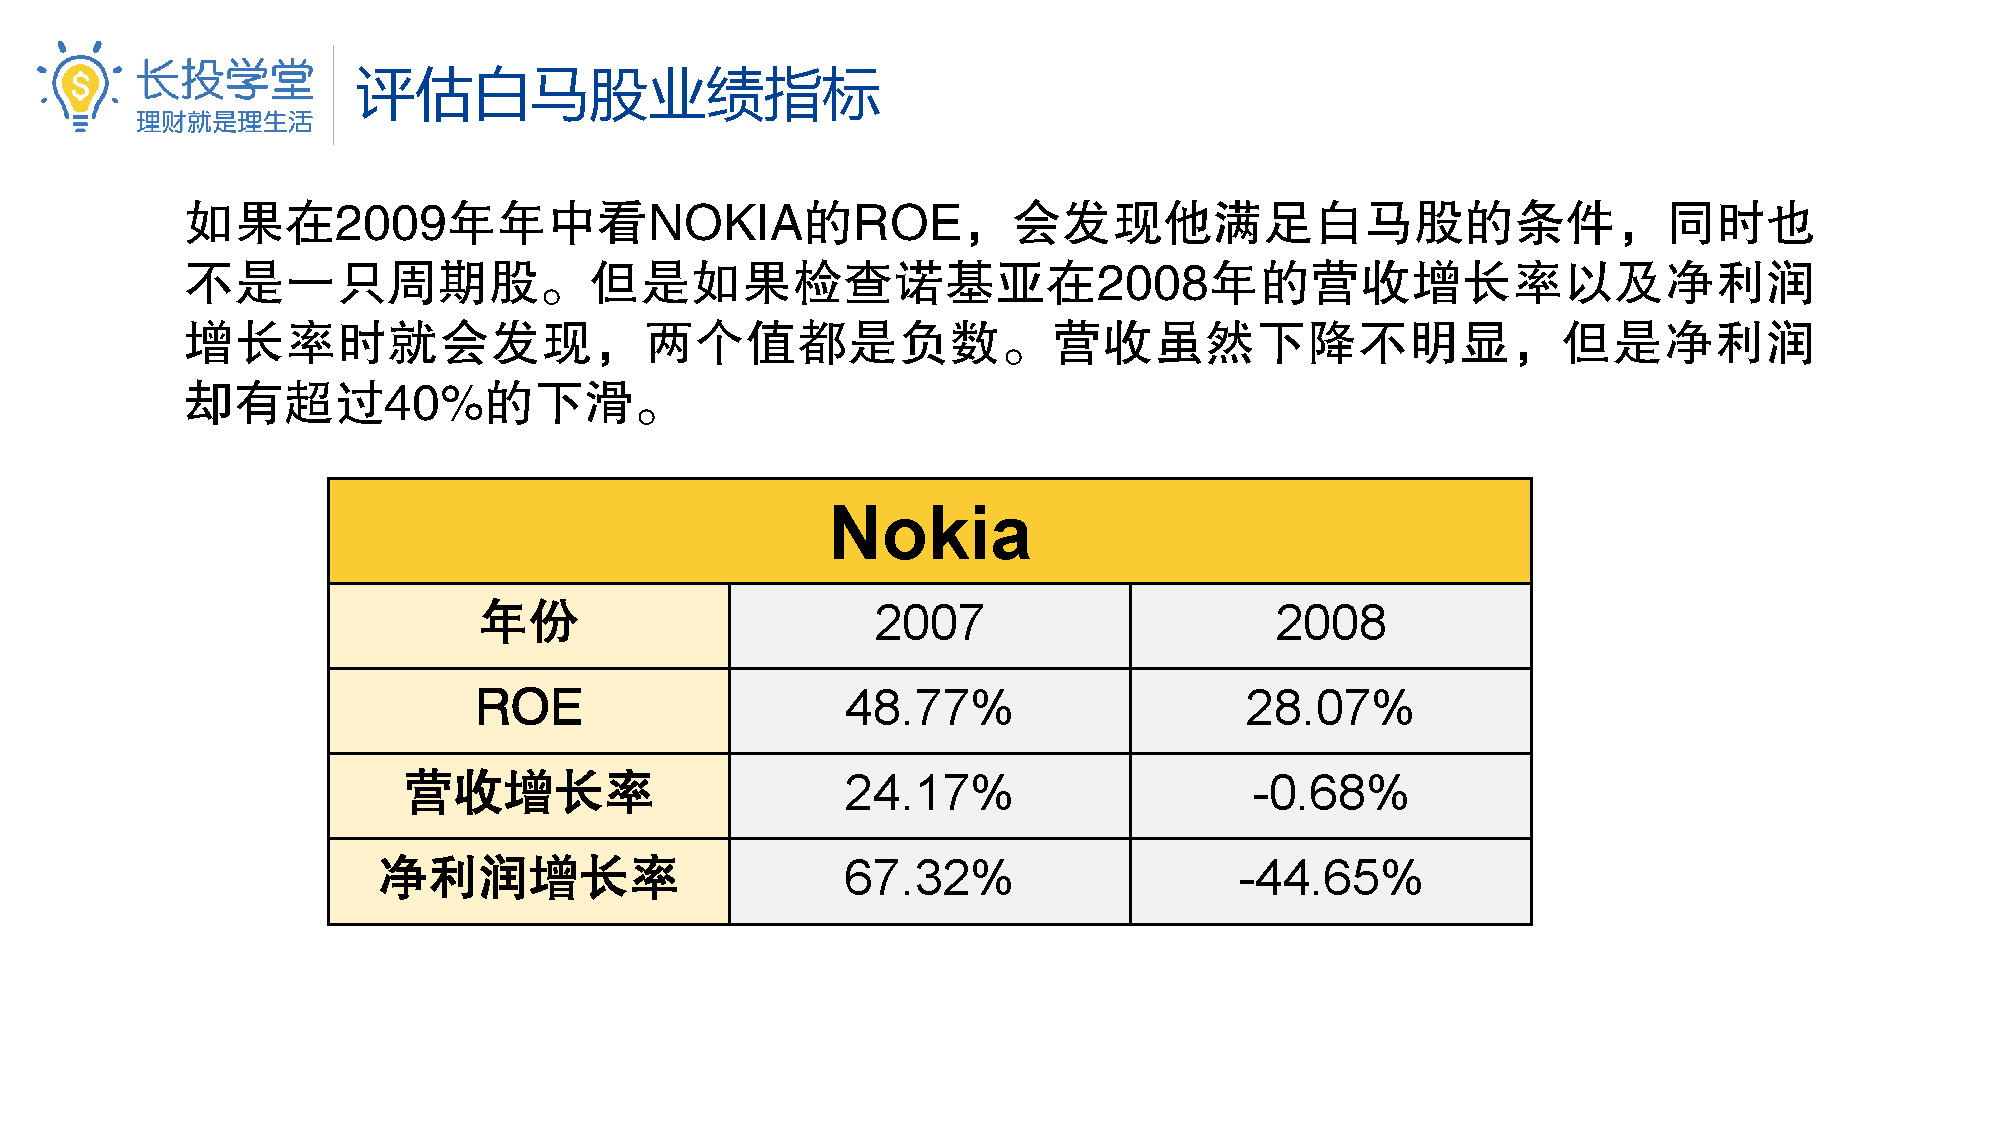 长投学堂
理财就是理生活
评估白马股业绩指标
如果在2009年年中看NOKIA的ROE，会发现他满足白马股的条件，同时也
不是一只周期股。但是如果检查诺基亚在2008年的营收增长率以及净利润
增长率时就会发现，两个值都是负数。营收虽然下降不明显，但是净利润
却有超过40%的下滑。
Nokia
年份 2007 2008
ROE 48.77% 28.07%
营收增长率 24.17% -0.68%
净利润增长率 67.32% -44.65%